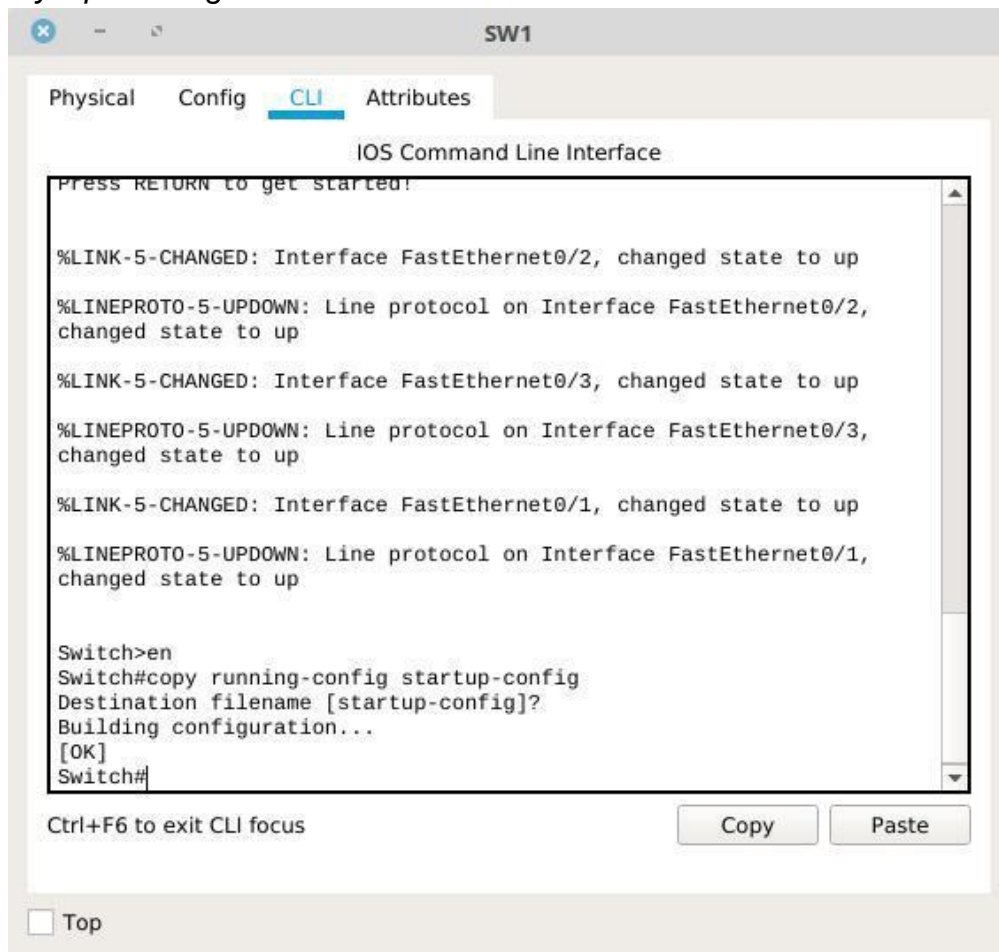 SW1
Physical Config CLI Attributes
IOS Command Line Interface
Press RETURN to get started!
%LINK-5-CHANGED: Interface FastEthernet0/2, changed state to up
%LINEPROTO-5-UPDOWN: Line protocol on Interface FastEthernet0/2,
changed state to up
%LINK-5-CHANGED: Interface FastEthernet0/3, changed state to up
%LINEPROTO-5-UPDOWN: Line protocol on Interface FastEthernet0/3,
changed state to up
%LINK-5-CHANGED: Interface FastEthernet0/1, changed state to up
%LINEPROTO-5-UPDOWN: Line protocol on Interface FastEthernet0/1,
changed state to up
Switch>en
Switch#copy running-config startup-config
Destination filename [startup-config]?
Building configuration...
[OK]
Switch#
Ctrl+F6 to exit CLI focus
Copy Paste
Top